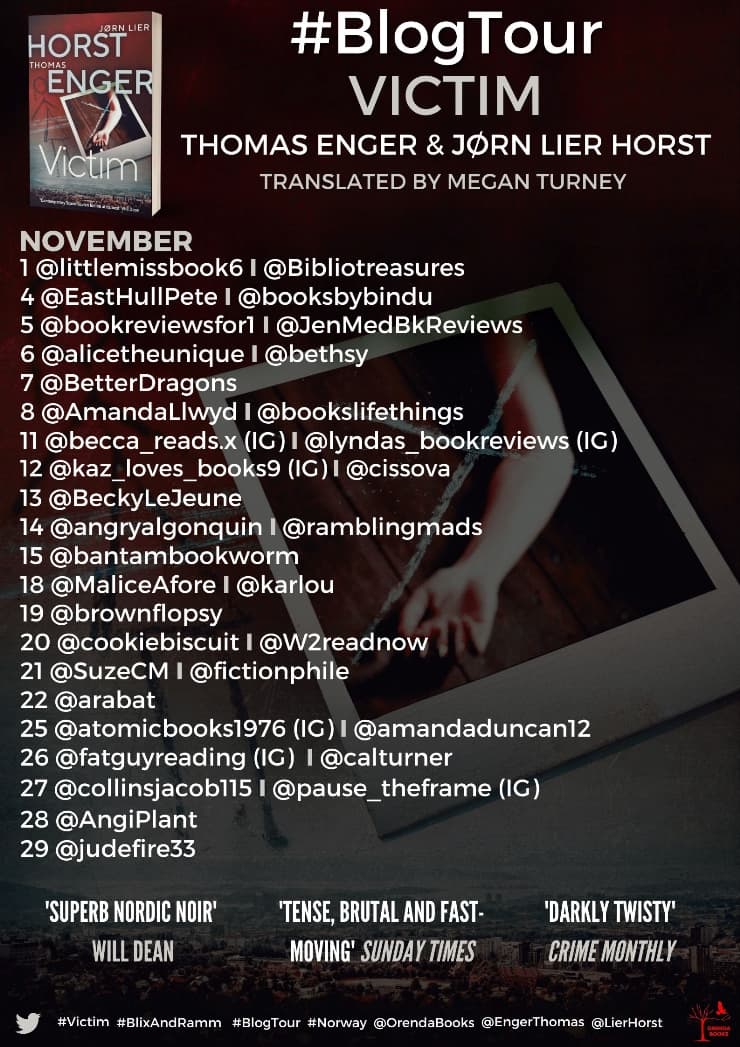 JØRN LIER
HORST
THOMAS
ENGER
Victim
#BlogTour
VICTIM
THOMAS ENGER & JØRN LIER HORST
TRANSLATED BY MEGAN TURNEY
NOVEMBER
1 @littlemissbook6 I @Bibliotreasures
4 @EastHullPete I @booksbybindu
5 @bookreviewsfor1 I @JenMedBkReviews
6 @alicetheunique I @bethsy
7 @BetterDragons
8 @AmandaLlwyd I @bookslifethings
11 @becca_reads.x (IG) I @lyndas_bookreviews (IG)
12 @kaz_loves_books9 (IG) I @cissova
13 @BeckyLeJeune
14 @angryalgonquin I @ramblingmads
15 @bantambookworm
18 @MaliceAfore I @karlou
19 @brownflopsy
20 @cookiebiscuit I @W2readnow
21 @SuzeCM I @fictionphile
22 @arabat
25 @atomicbooks1976 (IG) I @amandaduncan12
26 @fatguyreading (IG) I @calturner
27 @collinsjacob115 I @pause_theframe (IG)
28 @AngiPlant
29 @judefire33
'SUPERB NORDIC NOIR'
WILL DEAN
'TENSE, BRUTAL AND FAST-
MOVING' SUNDAY TIMES
'DARKLY TWISTY'
CRIME MONTHLY
#Victim #BlixAndRamm #BlogTour #Norway @OrendaBooks @EngerThomas @LierHorst
ORENDA
BOOKS